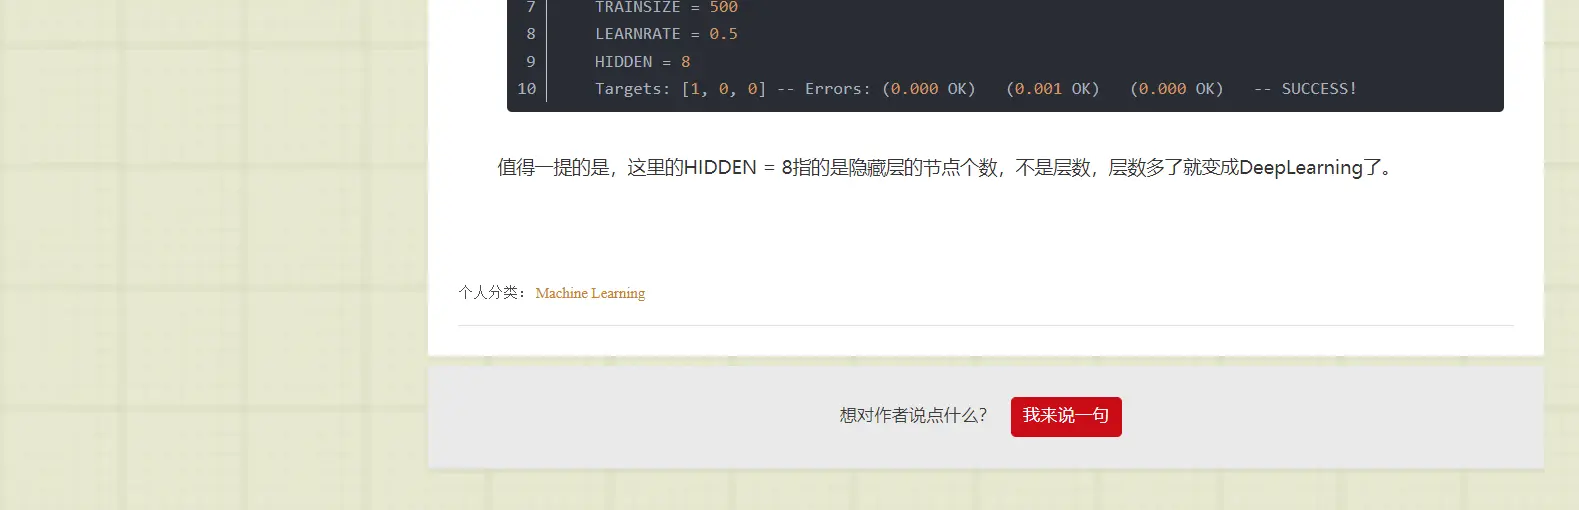 7 TRAINSIZE = 500
8 LEARNRATE = 0.5
9 HIDDEN = 8
10 Targets: [1, 0, 0] -- Errors: (0.000 OK) (0.001 OK) (0.000 OK) -- SUCCESS!
值得一提的是，这里的HIDDEN = 8指的是隐藏层的节点个数，不是层数，层数多了就变成DeepLearning了。
个人分类： Machine Learning
想对作者说点什么？ 我来说一句